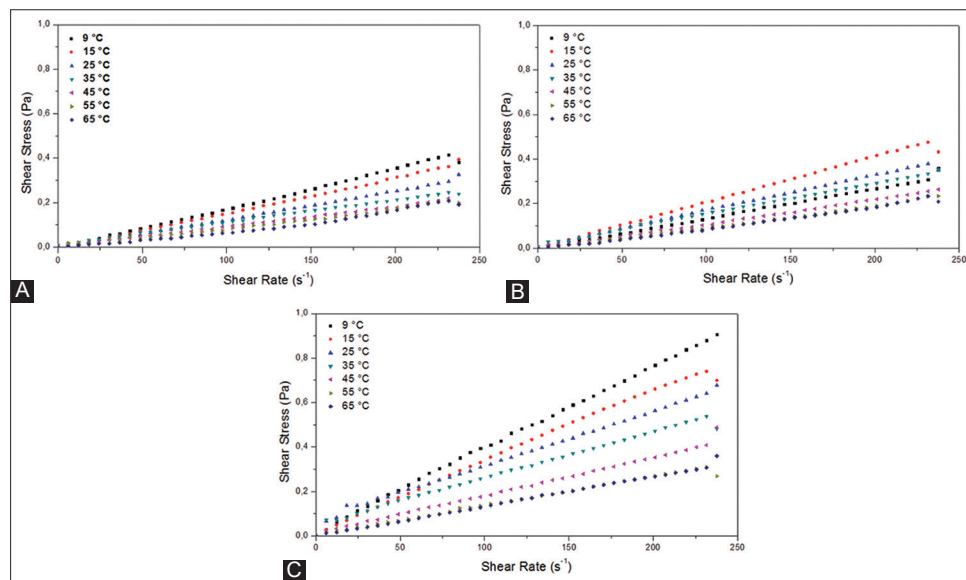 1,0
0,8
0,6
0,4
0,2
0,0
Shear Stress (Pa)
9 °C
15 °C
25 °C
35 °C
45 °C
55 °C
65 °C
0
50
100
150
200
250
Shear Rate (s⁻¹)
A
1,0
0,8
0,6
0,4
0,2
0,0
Shear Stress (Pa)
9 °C
15 °C
25 °C
35 °C
45 °C
55 °C
65 °C
0
50
100
150
200
250
Shear Rate (s⁻¹)
B
1,0
0,8
0,6
0,4
0,2
0,0
Shear Stress (Pa)
9 °C
15 °C
25 °C
35 °C
45 °C
55 °C
65 °C
0
50
100
150
200
250
Shear Rate (s⁻¹)
C